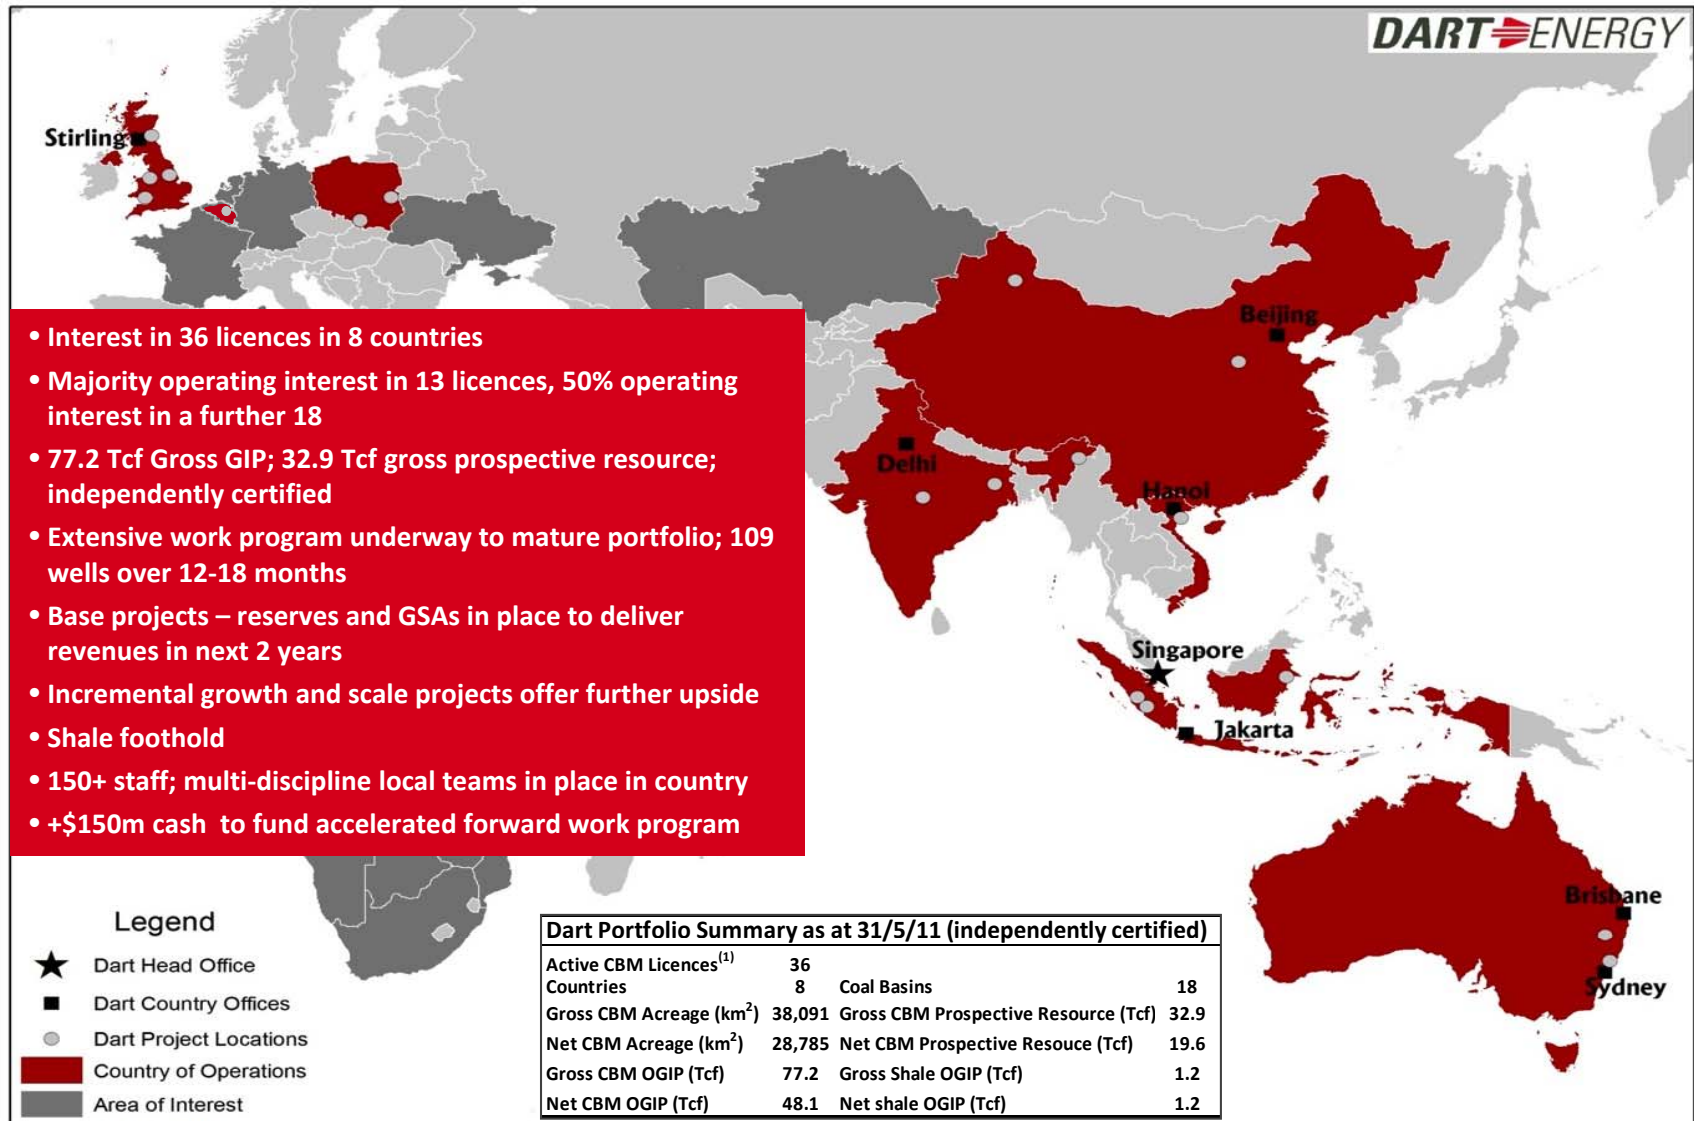 DART ENERGY
Stirling
Beijing
Delhi
Hanoi
Singapore
Jakarta
Brisbane
Sydney
• Interest in 36 licences in 8 countries
• Majority operating interest in 13 licences, 50% operating
interest in a further 18
• 77.2 Tcf Gross GIP; 32.9 Tcf gross prospective resource;
independently certified
• Extensive work program underway to mature portfolio; 109
wells over 12-18 months
• Base projects – reserves and GSAs in place to deliver
revenues in next 2 years
• Incremental growth and scale projects offer further upside
• Shale foothold
• 150+ staff; multi-discipline local teams in place in country
• +$150m cash to fund accelerated forward work program
Legend
Dart Head Office
Dart Country Offices
Dart Project Locations
Country of Operations
Area of Interest
Dart Portfolio Summary as at 31/5/11 (independently certified)
Active CBM Licences(1) 36
Countries 8 Coal Basins 18
Gross CBM Acreage (km2) 38,091 Gross CBM Prospective Resource (Tcf) 32.9
Net CBM Acreage (km2) 28,785 Net CBM Prospective Resouce (Tcf) 19.6
Gross CBM OGIP (Tcf) 77.2 Gross Shale OGIP (Tcf) 1.2
Net CBM OGIP (Tcf) 48.1 Net shale OGIP (Tcf) 1.2